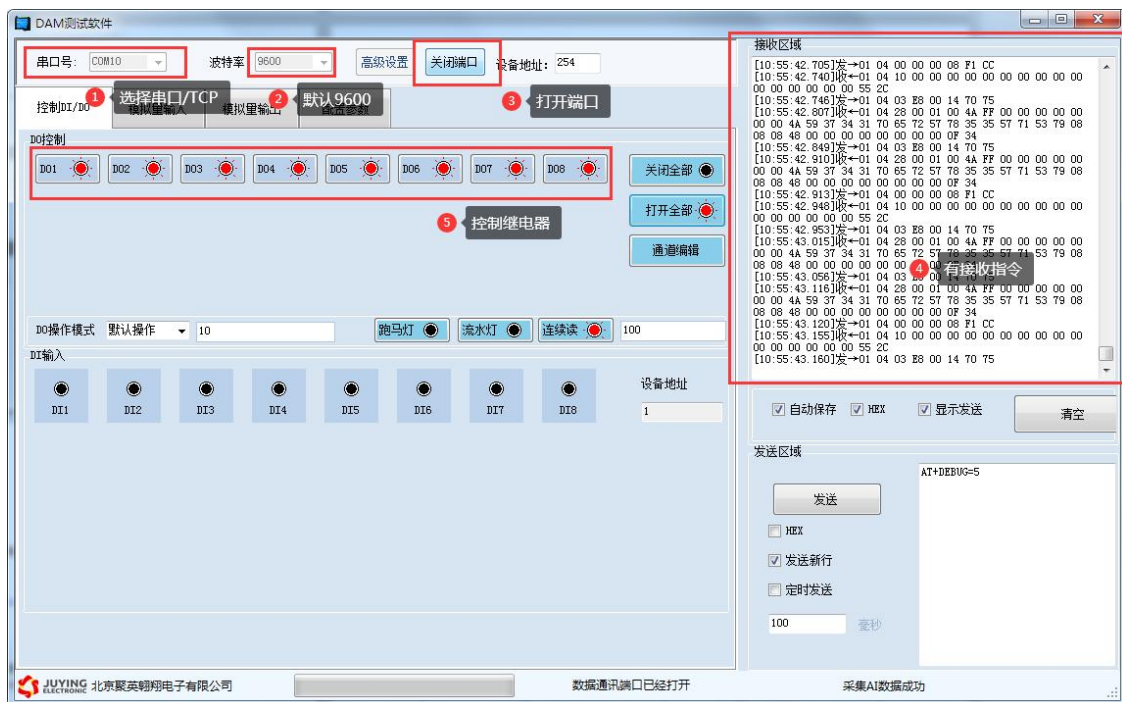 DAM测试软件
串口号: COM10 波特率 9600 高级设置 关闭端口 设备地址: 254
1 选择串口/TCP 2 默认9600 3 打开端口
控制DI/DO 模拟量输入 模拟量输出 配置参数
DO控制
DO1 DO2 DO3 DO4 DO5 DO6 DO7 DO8 关闭全部
打开全部
5 控制继电器
通道编辑
DO操作模式 默认操作 10 跑马灯 流水灯 连续读 100
DI输入
设备地址
DI1 DI2 DI3 DI4 DI5 DI6 DI7 DI8 1
接收区域
[10:55:42.705]发→01 04 00 00 00 08 F1 CC
[10:55:42.740]收←01 04 10 00 00 00 00 00 00 00 00 00
00 00 00 00 00 00 55 2C
[10:55:42.746]发→01 04 03 E8 00 14 70 75
[10:55:42.807]收←01 04 28 00 01 00 4A FF 00 00 00 00 00
00 00 4A 59 37 34 31 70 65 72 57 78 35 35 57 71 53 79 08
08 08 48 00 00 00 00 00 00 00 00 0F 34
[10:55:42.849]发→01 04 03 E8 00 14 70 75
[10:55:42.910]收←01 04 28 00 01 00 4A FF 00 00 00 00 00
00 00 4A 59 37 34 31 70 65 72 57 78 35 35 57 71 53 79 08
08 08 48 00 00 00 00 00 00 00 00 0F 34
[10:55:42.913]发→01 04 00 00 00 08 F1 CC
[10:55:42.948]收←01 04 10 00 00 00 00 00 00 00 00 00
00 00 00 00 00 00 55 2C
[10:55:42.953]发→01 04 03 E8 00 14 70 75
[10:55:43.015]收←01 04 28 00 01 00 4A FF 00 00 00 00 00
00 00 4A 59 37 34 31 70 65 72 57 78 35 35 57 71 53 79 08
08 08 48 00 00 00 00 00 00
4 有接收指令
[10:55:43.056]发→01 04 03 E8 00 14 70 75
[10:55:43.116]收←01 04 28 00 01 00 4A FF 00 00 00 00 00
00 00 4A 59 37 34 31 70 65 72 57 78 35 35 57 71 53 79 08
08 08 48 00 00 00 00 00 00 00 00 0F 34
[10:55:43.120]发→01 04 00 00 00 08 F1 CC
[10:55:43.155]收←01 04 10 00 00 00 00 00 00 00 00 00
00 00 00 00 00 00 55 2C
[10:55:43.160]发→01 04 03 E8 00 14 70 75
自动保存 HEX 显示发送 清空
发送区域
AT+DEBUG=5
发送
HEX
发送新行
定时发送
100 毫秒
JUYING ELECTRONIC 北京聚英翱翔电子有限公司 数据通讯端口已经打开 采集AI数据成功